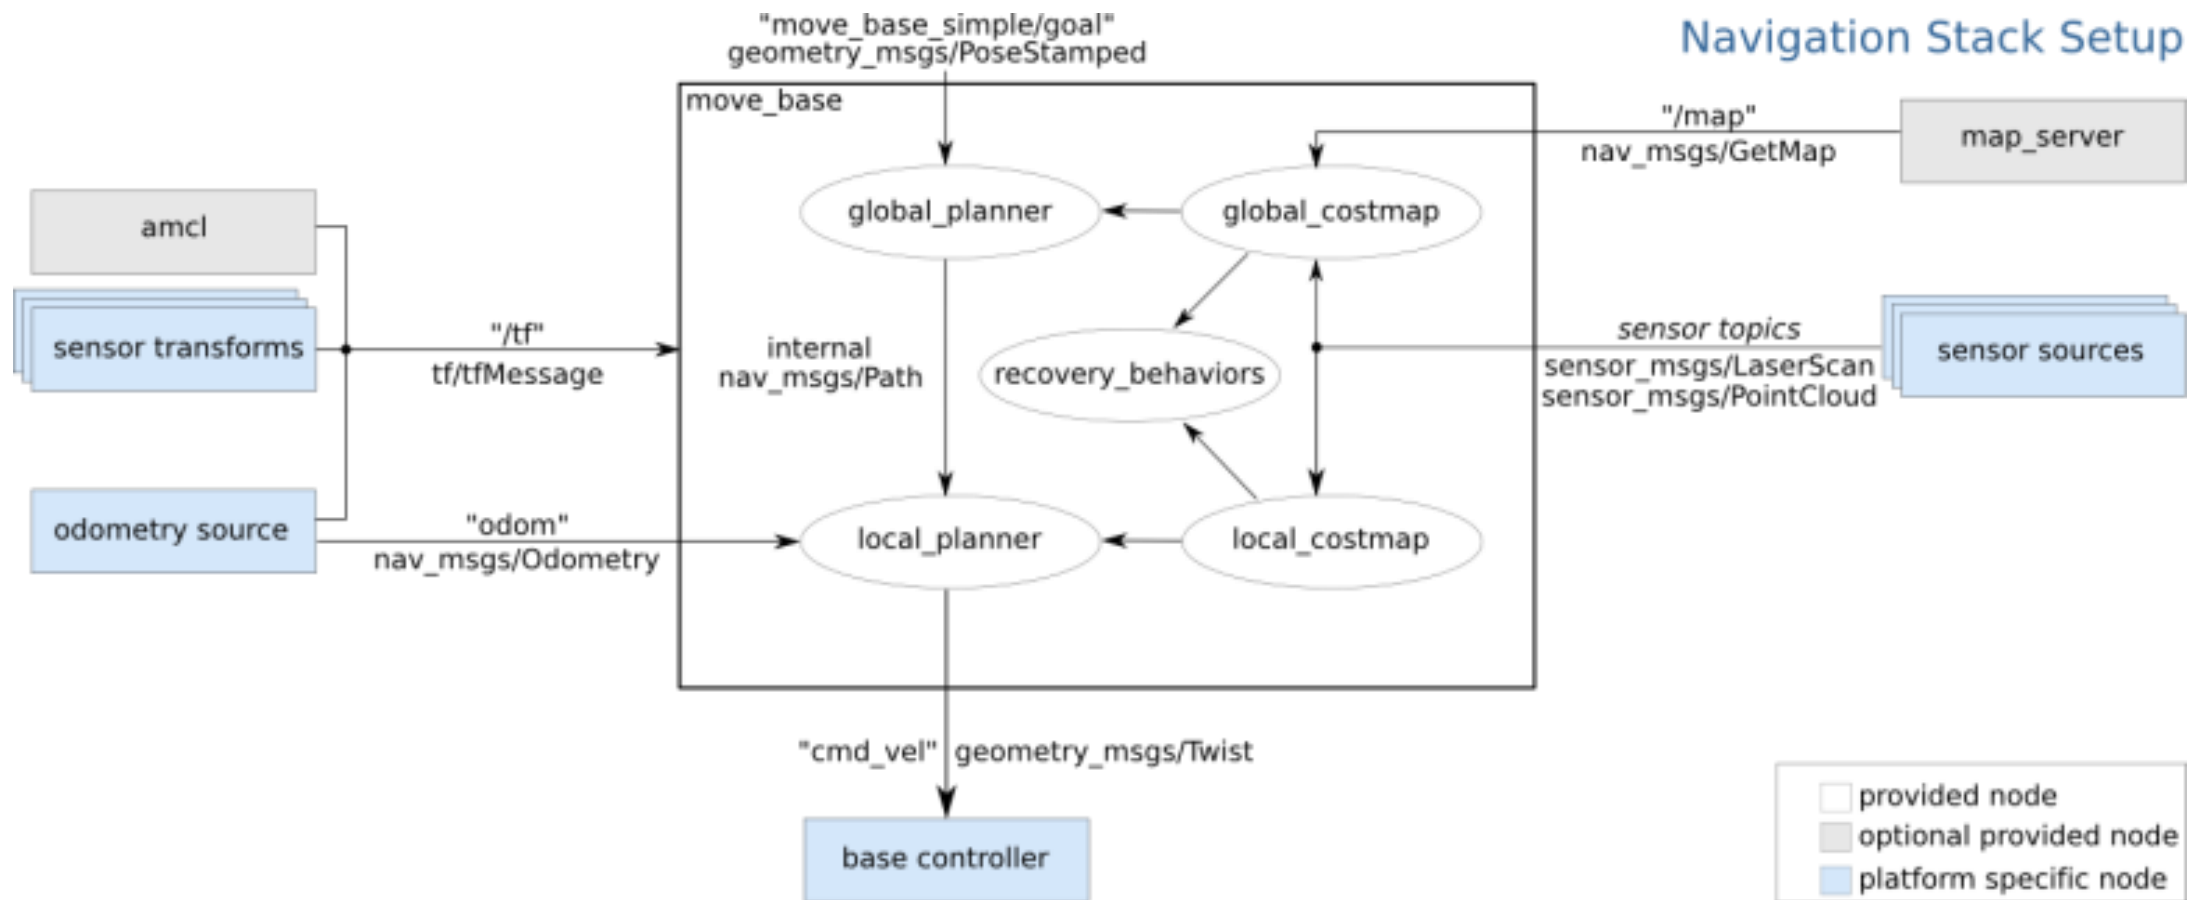 "move_base_simple/goal"
geometry_msgs/PoseStamped
Navigation Stack Setup
move_base
"/map"
nav_msgs/GetMap
map_server
amcl
global_planner
global_costmap
sensor transforms
"/tf"
tf/tfMessage
internal
nav_msgs/Path
recovery_behaviors
sensor topics
sensor_msgs/LaserScan
sensor_msgs/PointCloud
sensor sources
odometry source
"odom"
nav_msgs/Odometry
local_planner
local_costmap
"cmd_vel" geometry_msgs/Twist
base controller
provided node
optional provided node
platform specific node